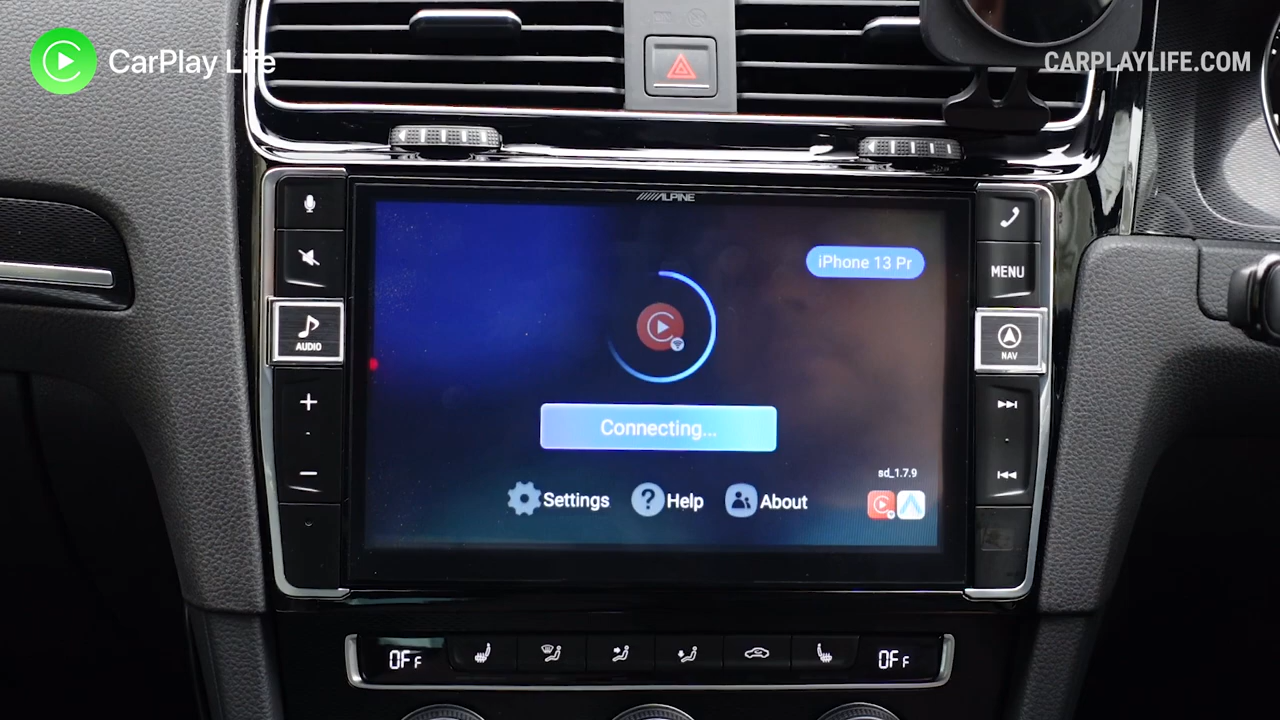 CarPlay Life
CARPLAYLIFE.COM
ALPINE
iPhone 13 Pr
MENU
AUDIO
NAV
Connecting...
sd_1.7.9
Settings
Help
About
OFF
OFF